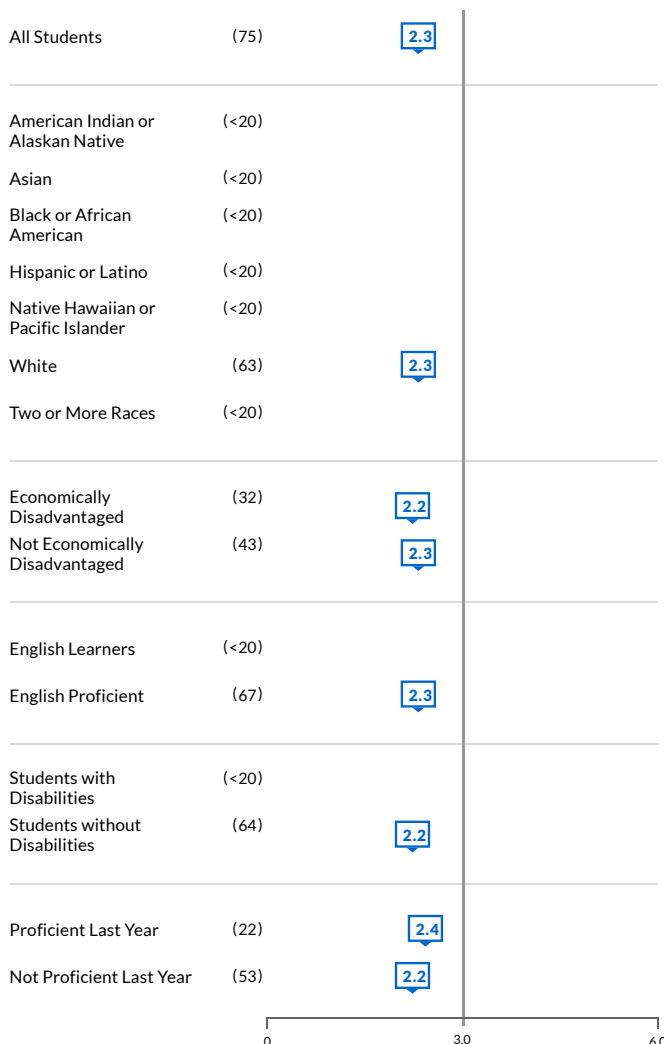 All Students (75) 2.3
American Indian or (<20)
Alaskan Native
Asian (<20)
Black or African (<20)
American
Hispanic or Latino (<20)
Native Hawaiian or (<20)
Pacific Islander
White (63) 2.3
Two or More Races (<20)
Economically (32) 2.2
Disadvantaged
Not Economically (43) 2.3
Disadvantaged
English Learners (<20)
English Proficient (67) 2.3
Students with (<20)
Disabilities
Students without (64) 2.2
Disabilities
Proficient Last Year (22) 2.4
Not Proficient Last Year (53) 2.2
0 3.0 6.0